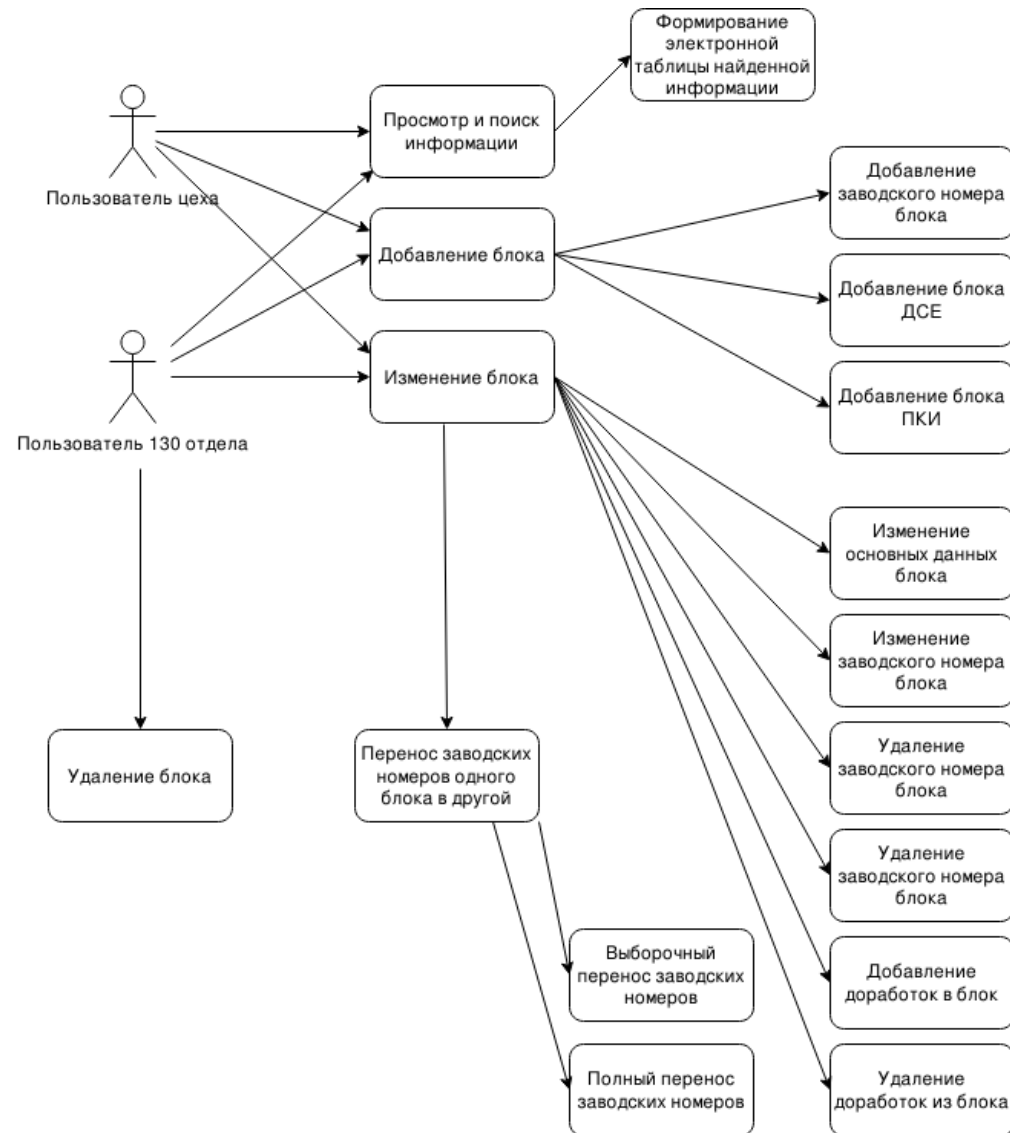 Формирование
электронной
таблицы найденной
информации
Просмотр и поиск
информации
Пользователь цеха
Добавление
заводского номера
блока
Добавление блока
Добавление блока
ДСЕ
Изменение блока
Добавление блока
ПКИ
Пользователь 130 отдела
Изменение
основных данных
блока
Изменение
заводского номера
блока
Удаление блока
Перенос заводских
номеров одного
блока в другой
Удаление
заводского номера
блока
Удаление
заводского номера
блока
Выборочный
перенос заводских
номеров
Добавление
доработок в блок
Полный перенос
заводских номеров
Удаление
доработок из блока